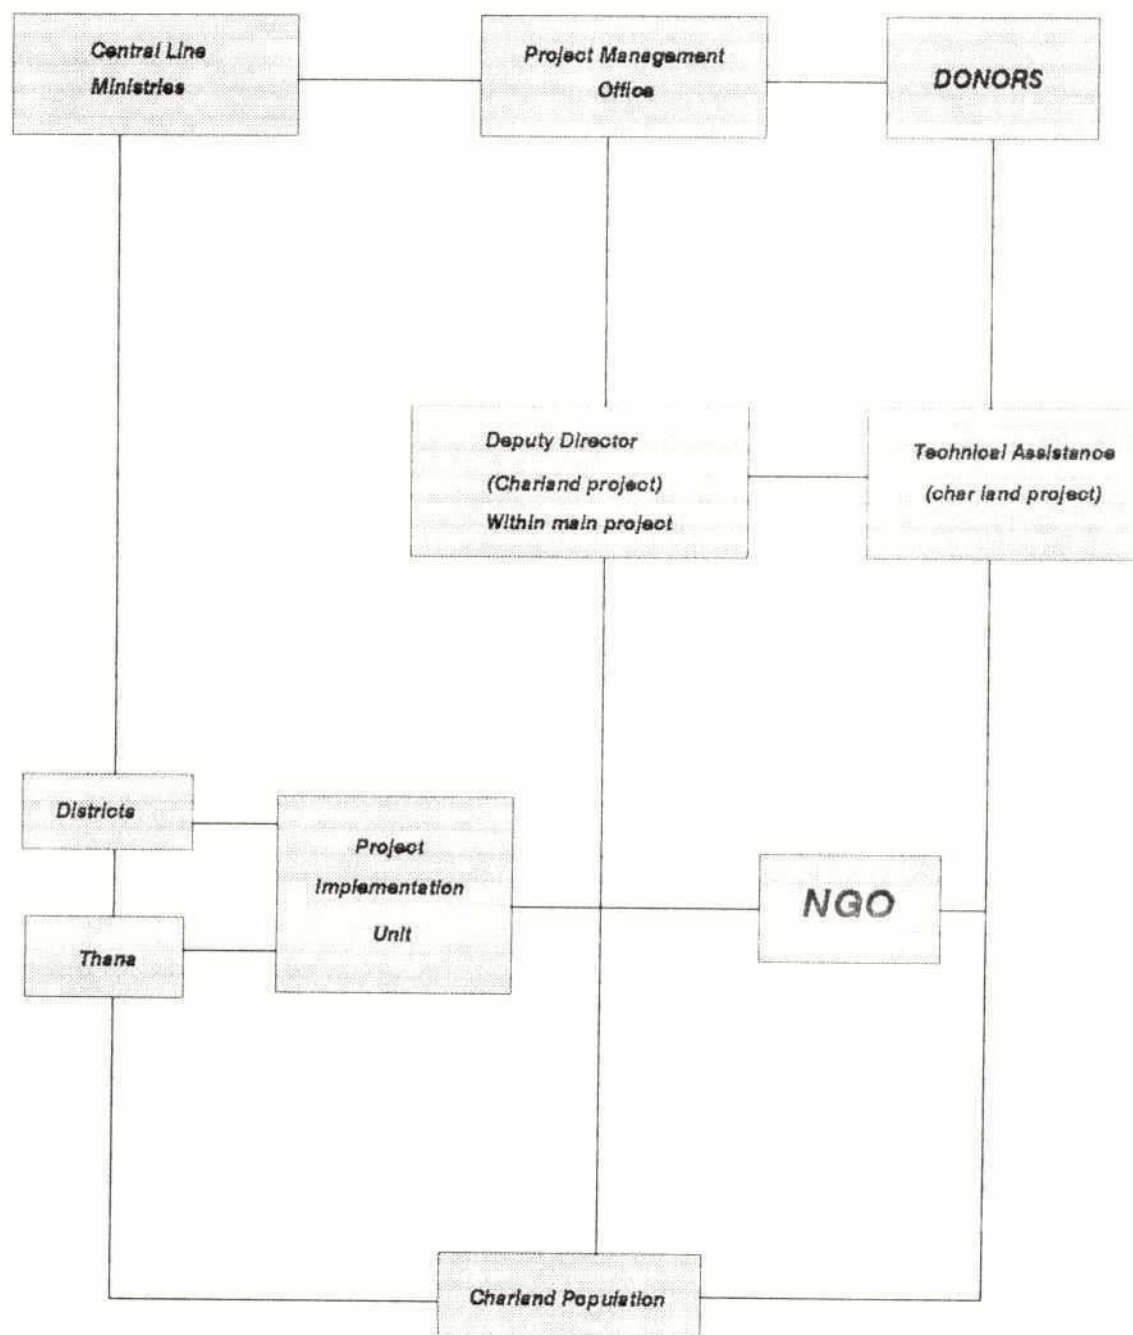 Central Line
Ministries
Project Management
Office
DONORS
Deputy Director
(Charland project)
Within main project
Technical Assistance
(char land project)
Districts
Project
Implementation
Unit
NGO
Thana
Charland Population